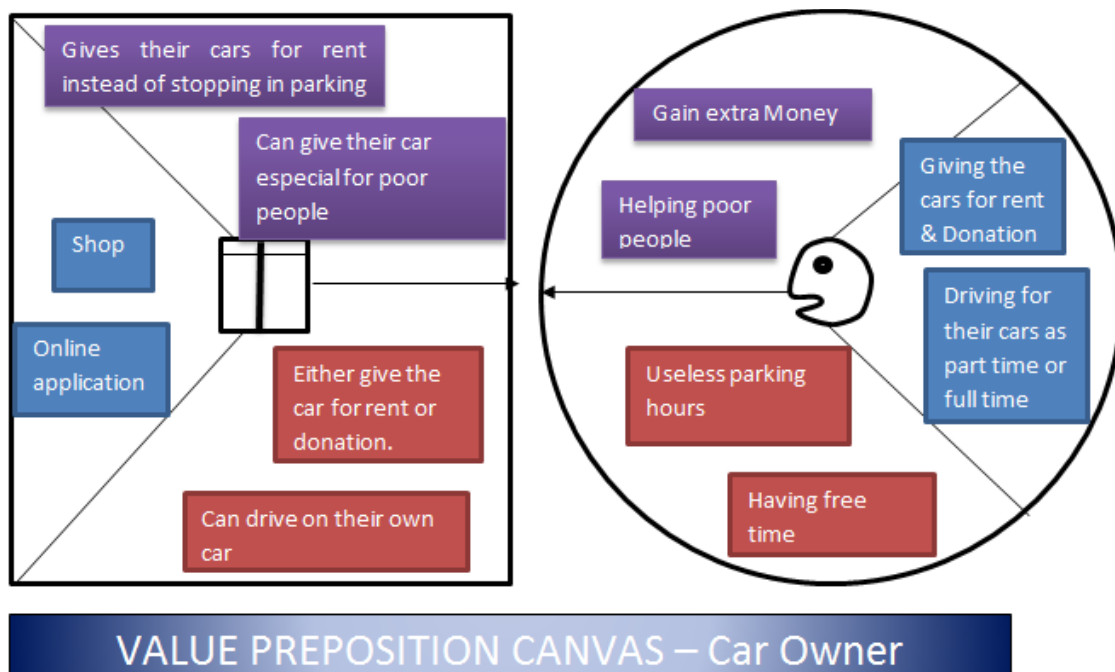 Gives their cars for rent
instead of stopping in parking
Can give their car
especial for poor
people
Shop
Online
application
Either give the
car for rent or
donation.
Can drive on their own
car
Gain extra Money
Helping poor
people
Giving the
cars for rent
& Donation
Driving for
their cars as
part time or
full time
Useless parking
hours
Having free
time
VALUE PREPOSITION CANVAS – Car Owner